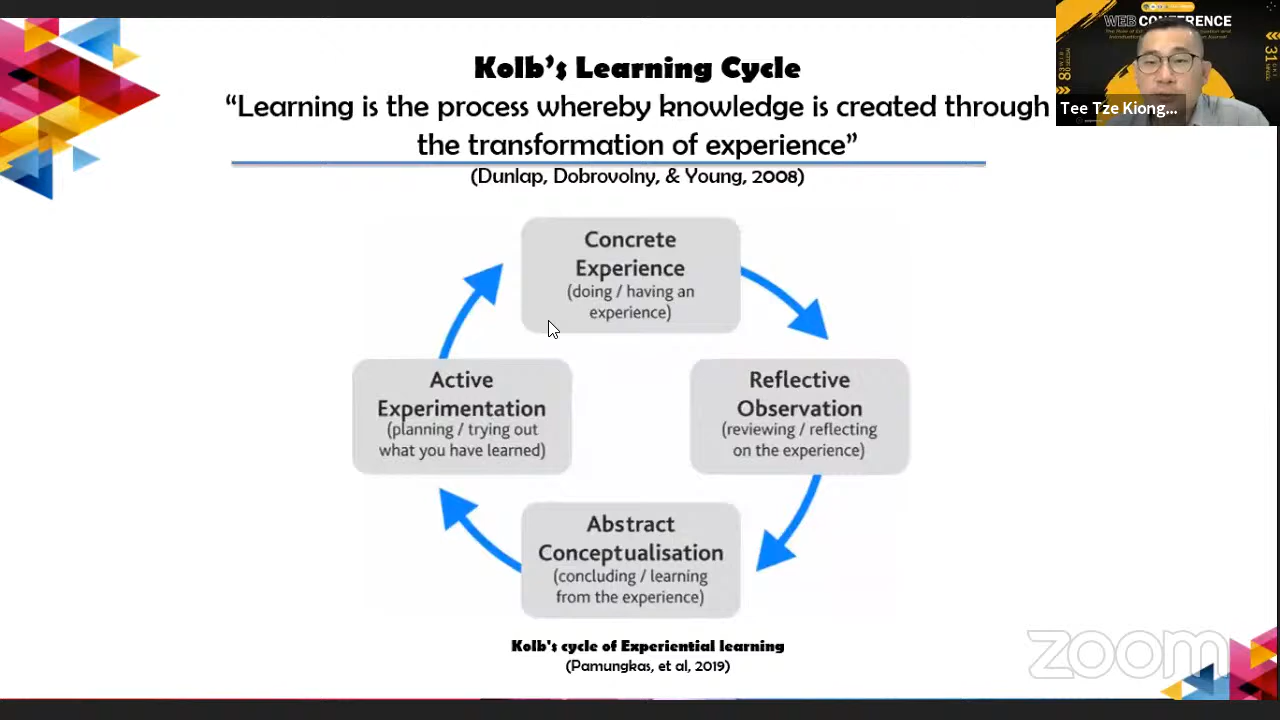 Kolb's Learning Cycle
“Learning is the process whereby knowledge is created through
the transformation of experience”
(Dunlap, Dobrovolny, & Young, 2008)
Concrete
Experience
(doing / having an
experience)
Active
Experimentation
(planning / trying out
what you have learned)
Reflective
Observation
(reviewing / reflecting
on the experience)
Abstract
Conceptualisation
(concluding / learning
from the experience)
Kolb's cycle of Experiential learning
(Pamungkas, et al, 2019)
WEB CONFERENCE
31
Tee Tze Kiong...
zoom